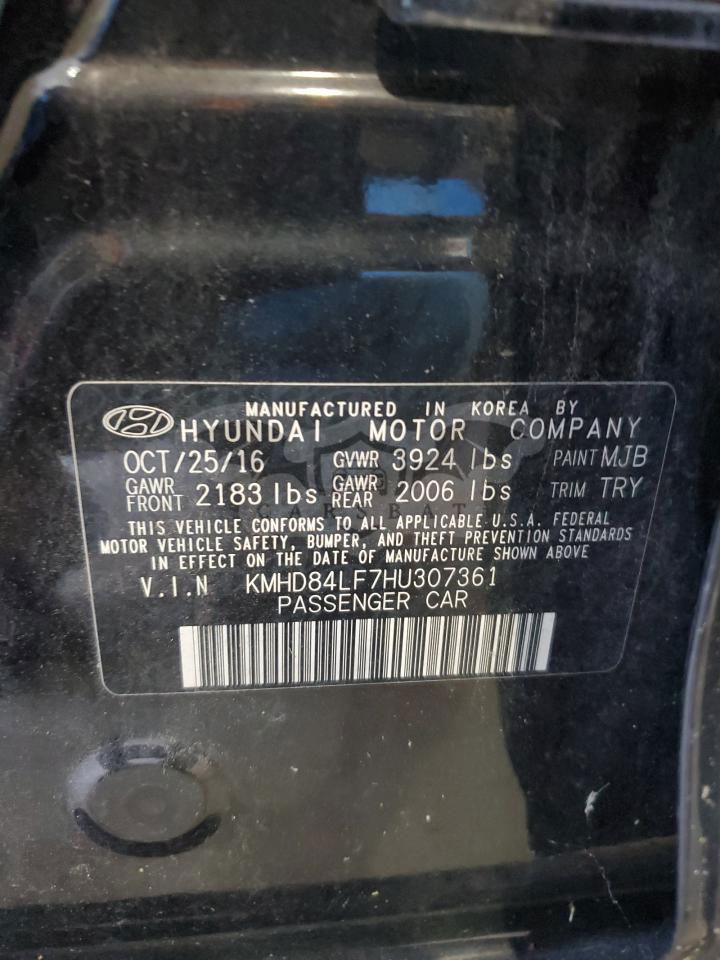 MANUFACTURED IN KOREA BY
HYUNDAI MOTOR COMPANY
OCT/25/16 GVWR 3924 lbs PAINT MJB
GAWR FRONT 2183 lbs GAWR REAR 2006 lbs TRIM TRY
THIS VEHICLE CONFORMS TO ALL APPLICABLE U.S.A. FEDERAL
MOTOR VEHICLE SAFETY, BUMPER, AND THEFT PREVENTION STANDARDS
IN EFFECT ON THE DATE OF MANUFACTURE SHOWN ABOVE
V.I.N KMHD84LF7HU307361
PASSENGER CAR